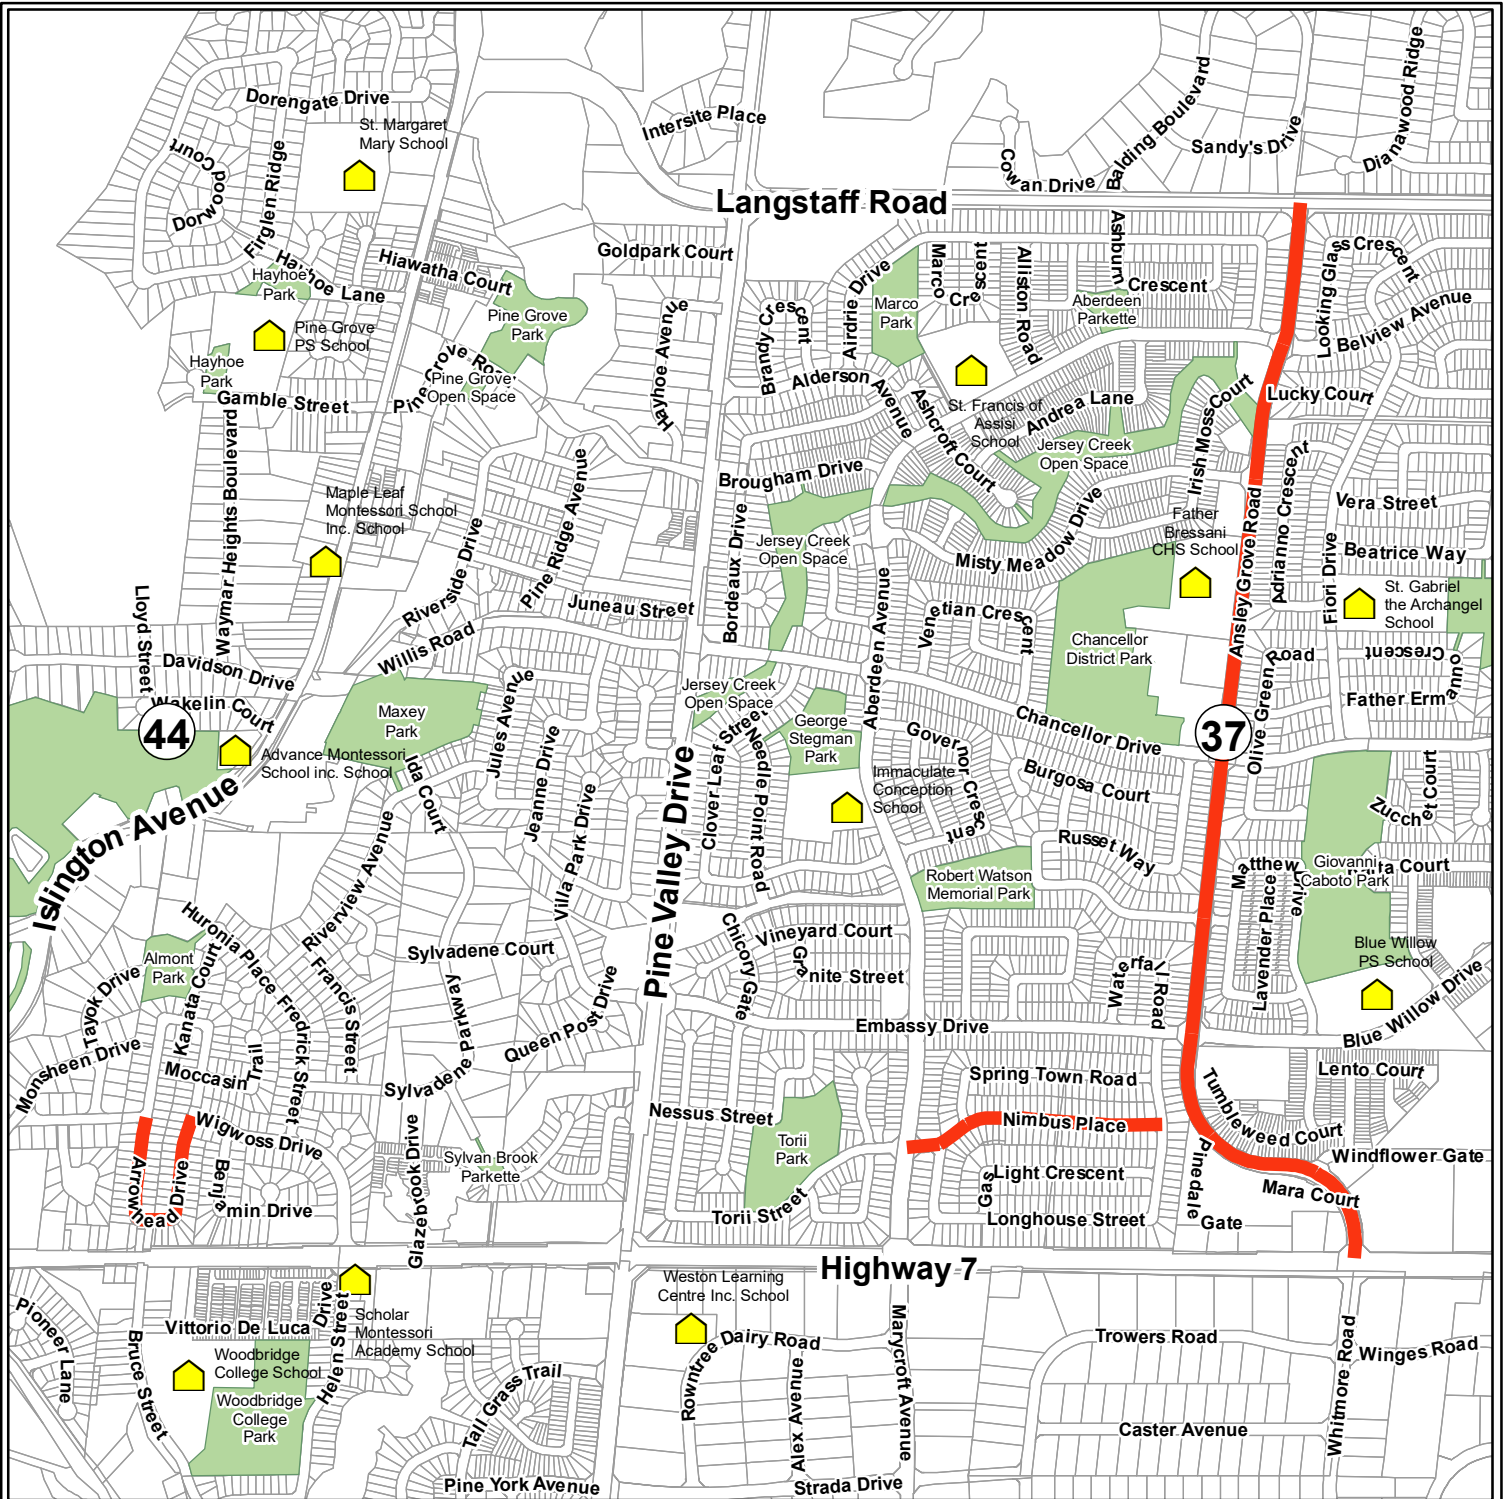 Dorengate Drive
St. Margaret
Mary School
Intersite Place
Balding Boulevard
Sandy's Drive
Dianawood Ridge
Cowan Drive
Dorwood Court
Firglen Ridge
Langstaff Road
Hayhoe Lane
Hayhoe
Park
Hiawatha Court
Goldpark Court
Pine Grove
Park
Pine Grove
PS School
Hayhoe
Park
Gamble Street
Pine Grove Road
Pine Grove
Open Space
Hayhoe Avenue
Brandy Crescent
Airdrie Drive
Marco
Park
Marco Crescent
Alliston Road
Ashburn Crescent
Aberdeen
Parkette
Looking Glass Crescent
Belview Avenue
Lucky Court
Alderson Avenue
Ashcroft Court
St. Francis of
Assisi
School
Andrea Lane
Jersey Creek
Open Space
Irish Moss Court
Waymar Heights Boulevard
Maple Leaf
Montessori School
Inc. School
Riverside Drive
Pine Ridge Avenue
Brougham Drive
Bordeaux Drive
Jersey Creek
Open Space
Misty Meadow Drive
Father
Bressani
CHS School
Ansley Grove Road
Adrianno Crescent
Vera Street
Beatrice Way
Fiori Drive
St. Gabriel
the Archangel
School
Lloyd Street
Davidson Drive
Wakelin Court
44
Advance Montessori
School inc. School
Islington Avenue
Willis Road
Juneau Street
Maxey
Park
Jules Avenue
Jeanne Drive
Ida Court
Villa Park Drive
Pine Valley Drive
Jersey Creek
Open Space
Clover Leaf Street
Needle Point Road
George
Stegman
Park
Aberdeen Avenue
Venetian Crescent
Chancellor
District Park
Chancellor Drive
37
Olive Green Road
Crescent
Father Ermanno
Governor Crescent
Immaculate
Conception
School
Burgosa Court
Russet Way
Robert Watson
Memorial Park
Zucchet Court
Matthew Drive
Giovanni
Caboto Park
Court
Lavender Place
Blue Willow
PS School
Blue Willow Drive
Riverview Avenue
Huronia Place
Almont
Park
Kanata Court
Tayok Drive
Monsheen Drive
Francis Street
Fredrick Street
Moccasin Trail
Sylvadene Court
Sylvadene Parkway
Queen Post Drive
Chicory Gate
Vineyard Court
Granite Street
Embassy Drive
Waterfall Road
Spring Town Road
Nimbus Place
Lento Court
Tumbleweed Court
Windflower Gate
Mara Court
Pinedale Gate
Wigwoss Drive
Arrowhead Drive
Benjamin Drive
Glazebrook Drive
Sylvan Brook
Parkette
Nessus Street
Torii
Park
Torii Street
Gas Light Crescent
Longhouse Street
Highway 7
Pioneer Lane
Bruce Street
Vittorio De Luca Drive
Helen Street
Scholar
Montessori
Academy School
Woodbridge
College School
Woodbridge
College
Park
Tall Grass Trail
Pine York Avenue
Weston Learning
Centre Inc. School
Rowntree Dairy Road
Alex Avenue
Marycroft Avenue
Strada Drive
Trowers Road
Caster Avenue
Whitmore Road
Winges Road